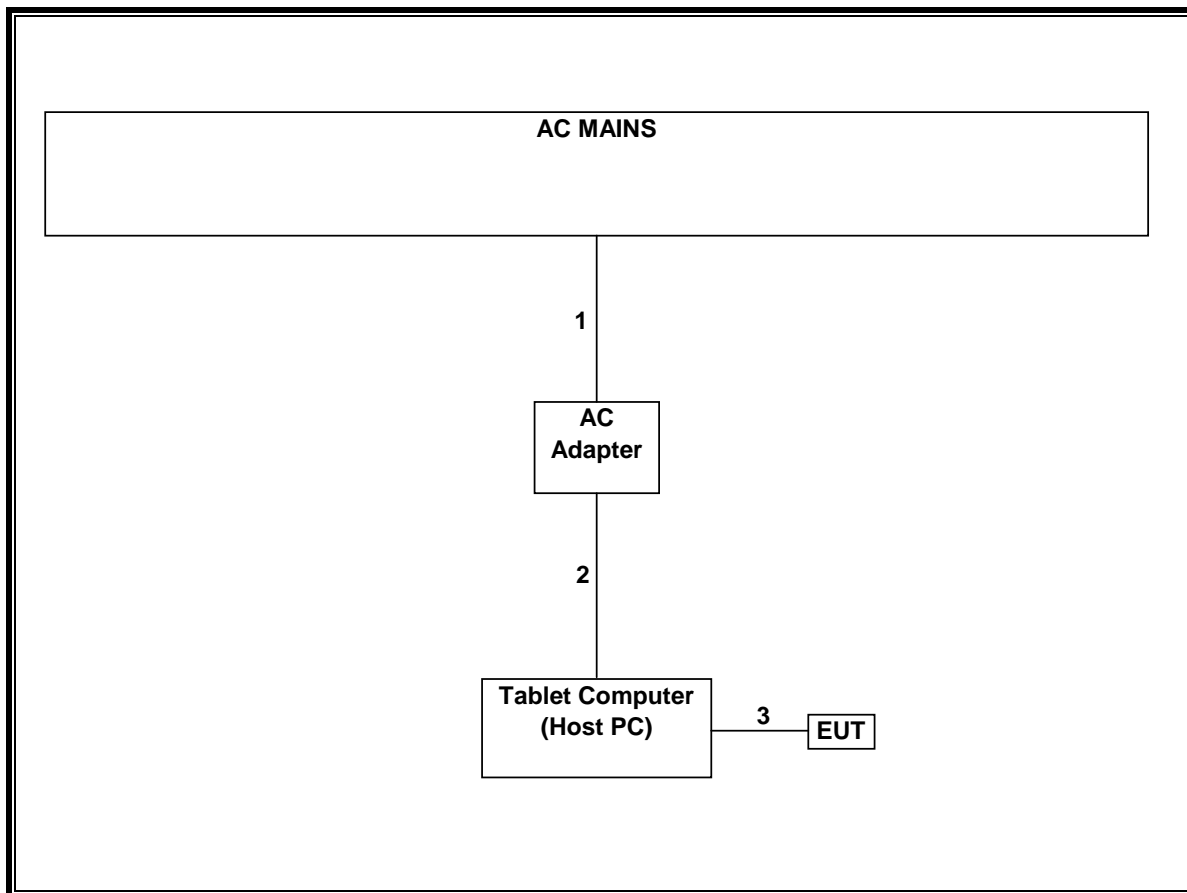 AC MAINS
1
AC
Adapter
2
Tablet Computer
(Host PC)
3
EUT